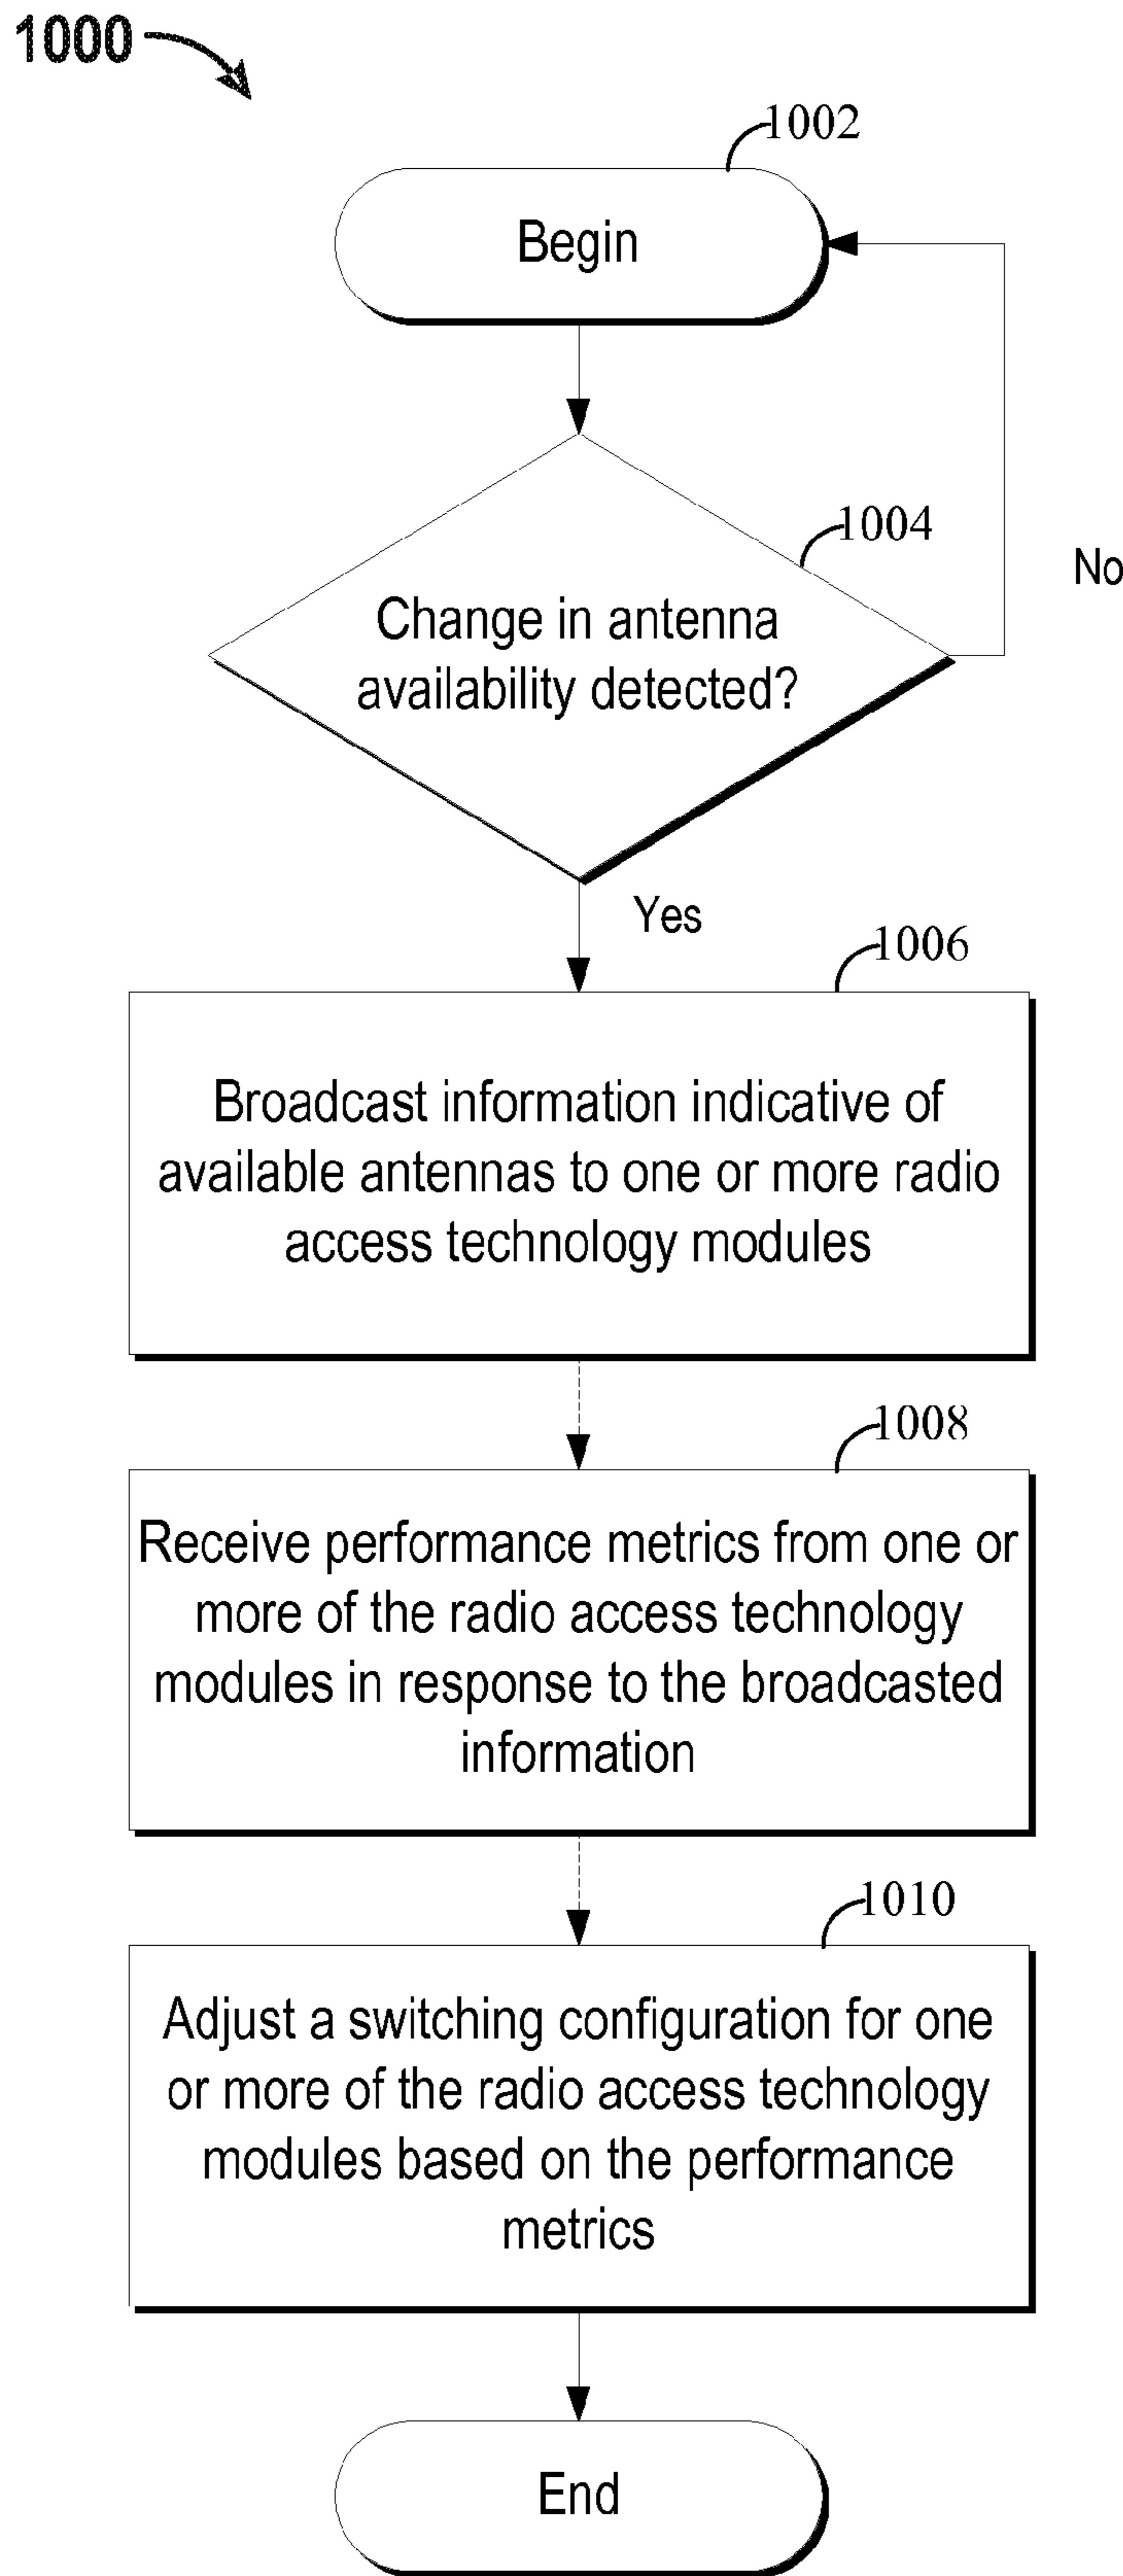 1000
1002
Begin
1004
Change in antenna
availability detected?
No
Yes
1006
Broadcast information indicative of
available antennas to one or more radio
access technology modules
1008
Receive performance metrics from one or
more of the radio access technology
modules in response to the broadcasted
information
1010
Adjust a switching configuration for one
or more of the radio access technology
modules based on the performance
metrics
End